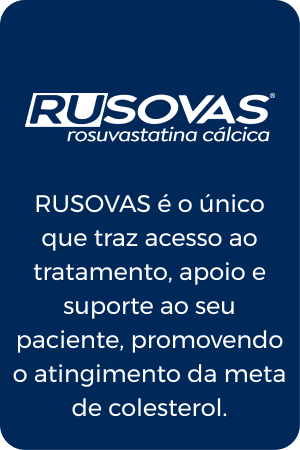 RUSOVAS®
rosuvastatina cálcica
RUSOVAS é o único
que traz acesso ao
tratamento, apoio e
suporte ao seu
paciente, promovendo
o atingimento da meta
de colesterol.